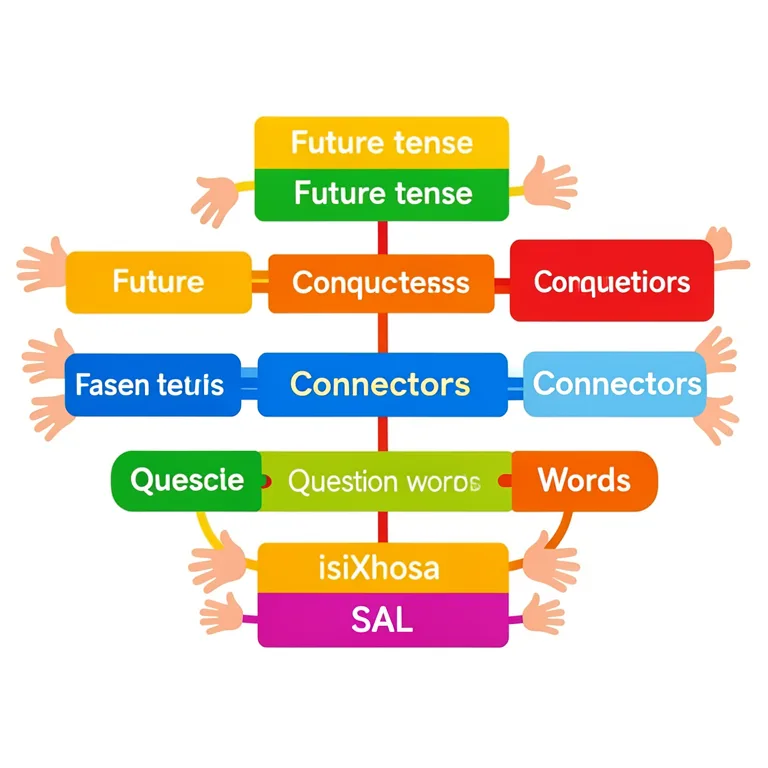 Future tense
Future tense
Future Conquctesss Conquetiors
Fasen tetris Connectors Connectors
Quescie Question words Words
isiXhosa
SAL